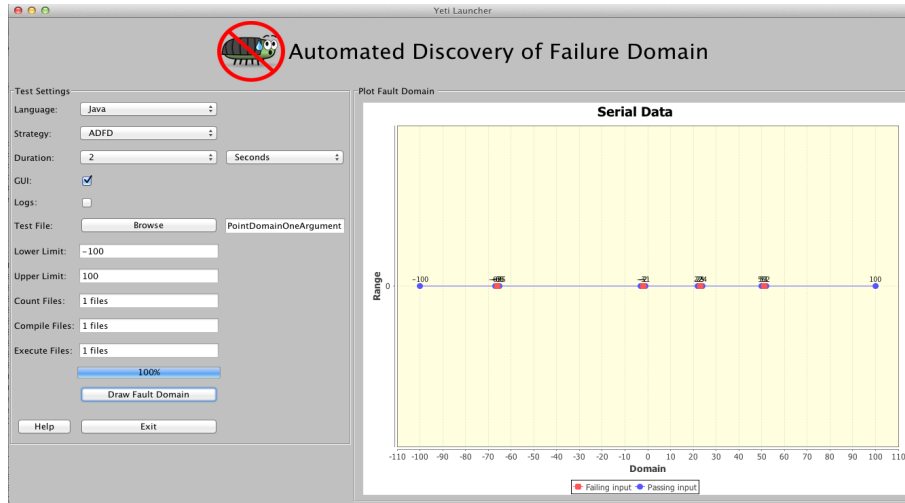 Yeti Launcher
Automated Discovery of Failure Domain
Test Settings
Language: Java
Strategy: ADFD
Duration: 2 Seconds
GUI:
Logs:
Test File: Browse PointDomainOneArgument
Lower Limit: -100
Upper Limit: 100
Count Files: 1 files
Compile Files: 1 files
Execute Files: 1 files
100%
Draw Fault Domain
Help Exit
Plot Fault Domain
Serial Data
Range
0
-100
100
-110 -100 -90 -80 -70 -60 -50 -40 -30 -20 -10 0 10 20 30 40 50 60 70 80 90 100 110
Domain
Failing input Passing input